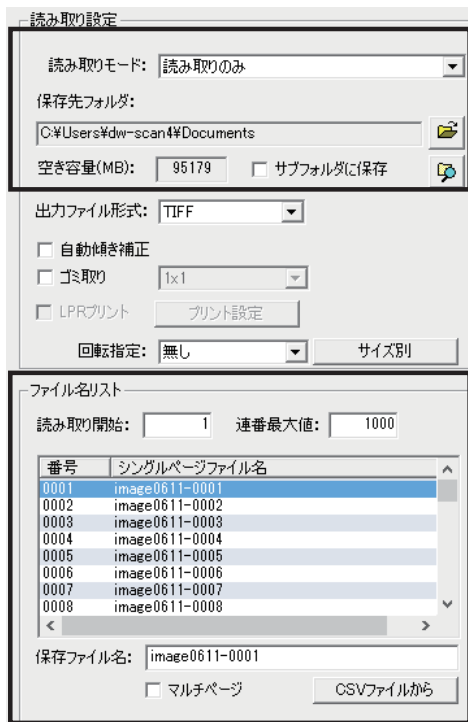 読み取り設定
読み取りモード: 読み取りのみ
保存先フォルダ:
C:¥Users¥dw-scan4¥Documents
空き容量(MB): 95179 サブフォルダに保存
出力ファイル形式: TIFF
自動傾き補正
ゴミ取り 1x1
LPRプリント プリント設定
回転指定: 無し サイズ別
ファイル名リスト
読み取り開始: 1 連番最大値: 1000
番号 シングルページファイル名
0001 image0611-0001
0002 image0611-0002
0003 image0611-0003
0004 image0611-0004
0005 image0611-0005
0006 image0611-0006
0007 image0611-0007
0008 image0611-0008
保存ファイル名: image0611-0001
マルチページ CSVファイルから